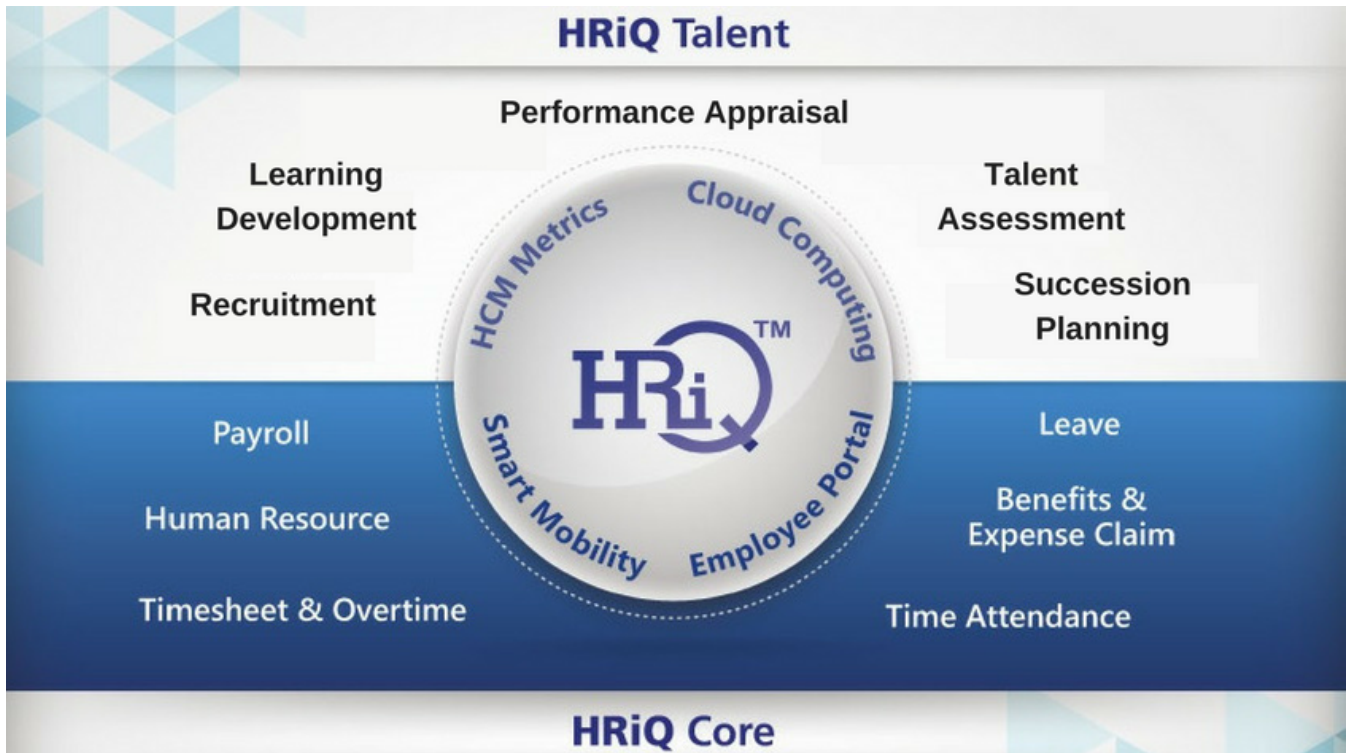 HRiQ Talent
Performance Appraisal
Learning
Development
Talent
Assessment
Recruitment
Succession
Planning
HCM Metrics
Cloud Computing
HRiQ™
Smart Mobility
Employee Portal
Payroll
Human Resource
Timesheet & Overtime
Leave
Benefits &
Expense Claim
Time Attendance
HRiQ Core